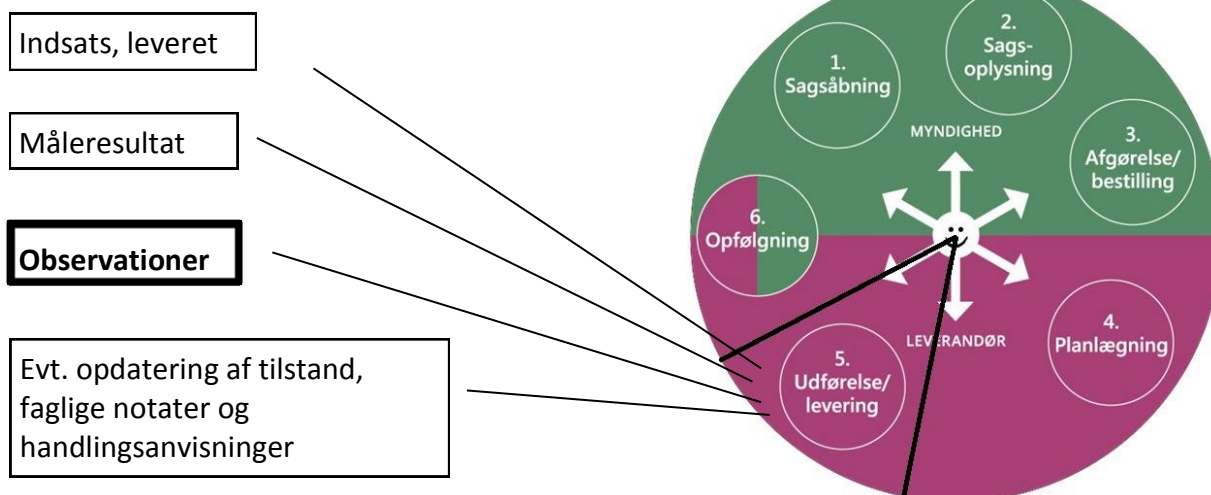 Indsats, leveret
Måleresultat
Observationer
Evt. opdatering af tilstand,
faglige notater og
handlingsanvisninger
1.
Sagsåbning
2.
Sags-
oplysning
3.
Afgørelse/
bestilling
MYNDIGHED
6.
Opfølgning
LEVERANDØR
4.
Planlægning
5.
Udførelse/
levering